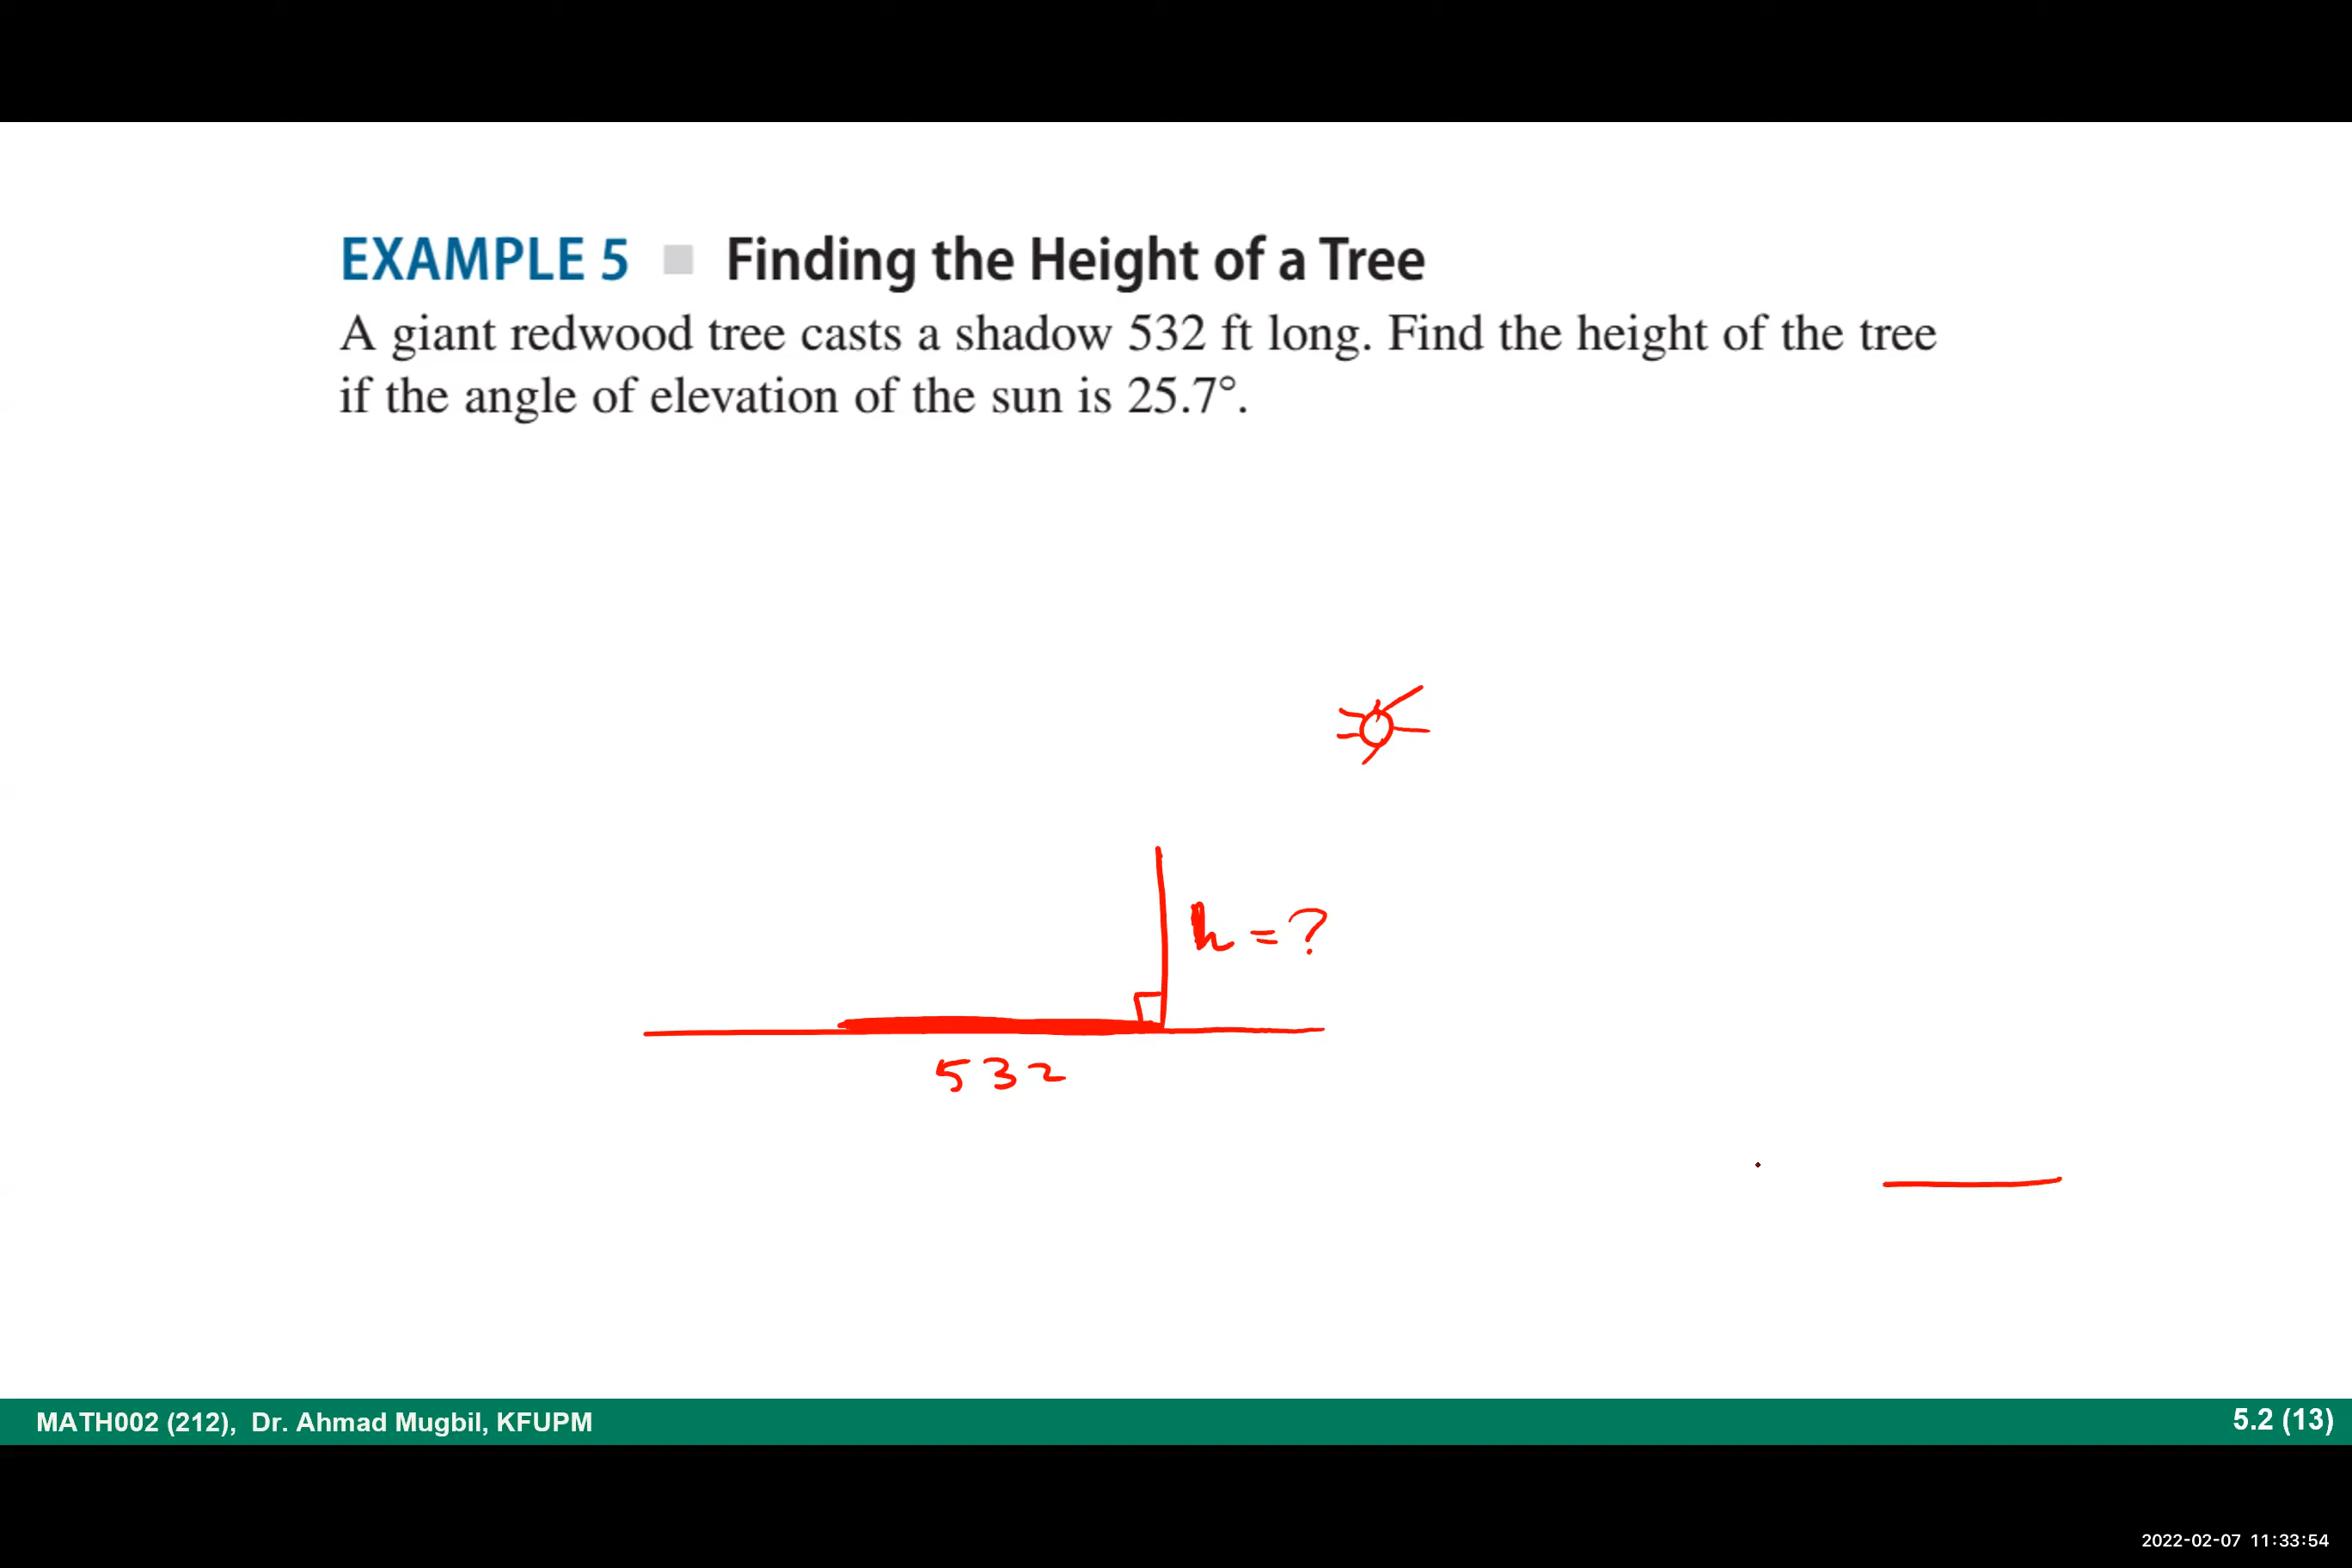 EXAMPLE 5 ■ Finding the Height of a Tree
A giant redwood tree casts a shadow 532 ft long. Find the height of the tree
if the angle of elevation of the sun is 25.7°.
h = ?
532
MATH002 (212), Dr. Ahmad Mugbil, KFUPM
5.2 (13)
2022-02-07 11:33:54